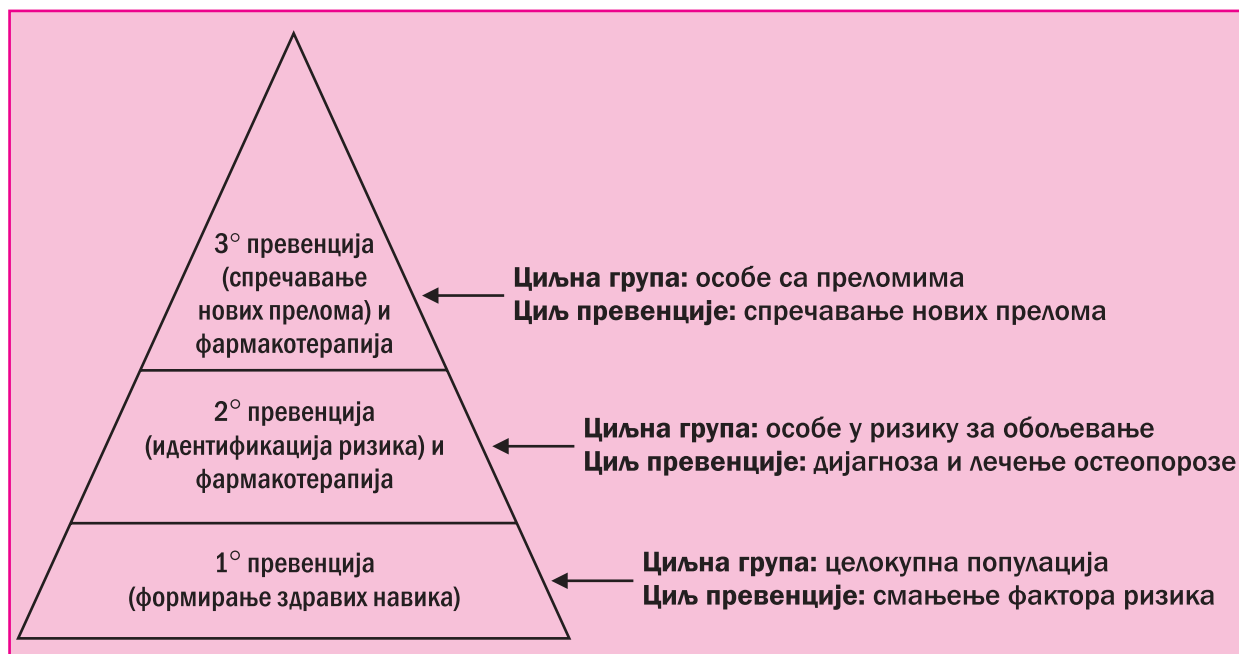 3° превенција
(спречавање
нових прелома) и
фармакотерапија
Циљна група: особе са преломима
Циљ превенције: спречавање нових прелома
2° превенција
(идентификација ризика) и
фармакотерапија
Циљна група: особе у ризику за обољевање
Циљ превенције: дијагноза и лечење остеопорозе
1° превенција
(формирање здравих навика)
Циљна група: целокупна популација
Циљ превенције: смањење фактора ризика